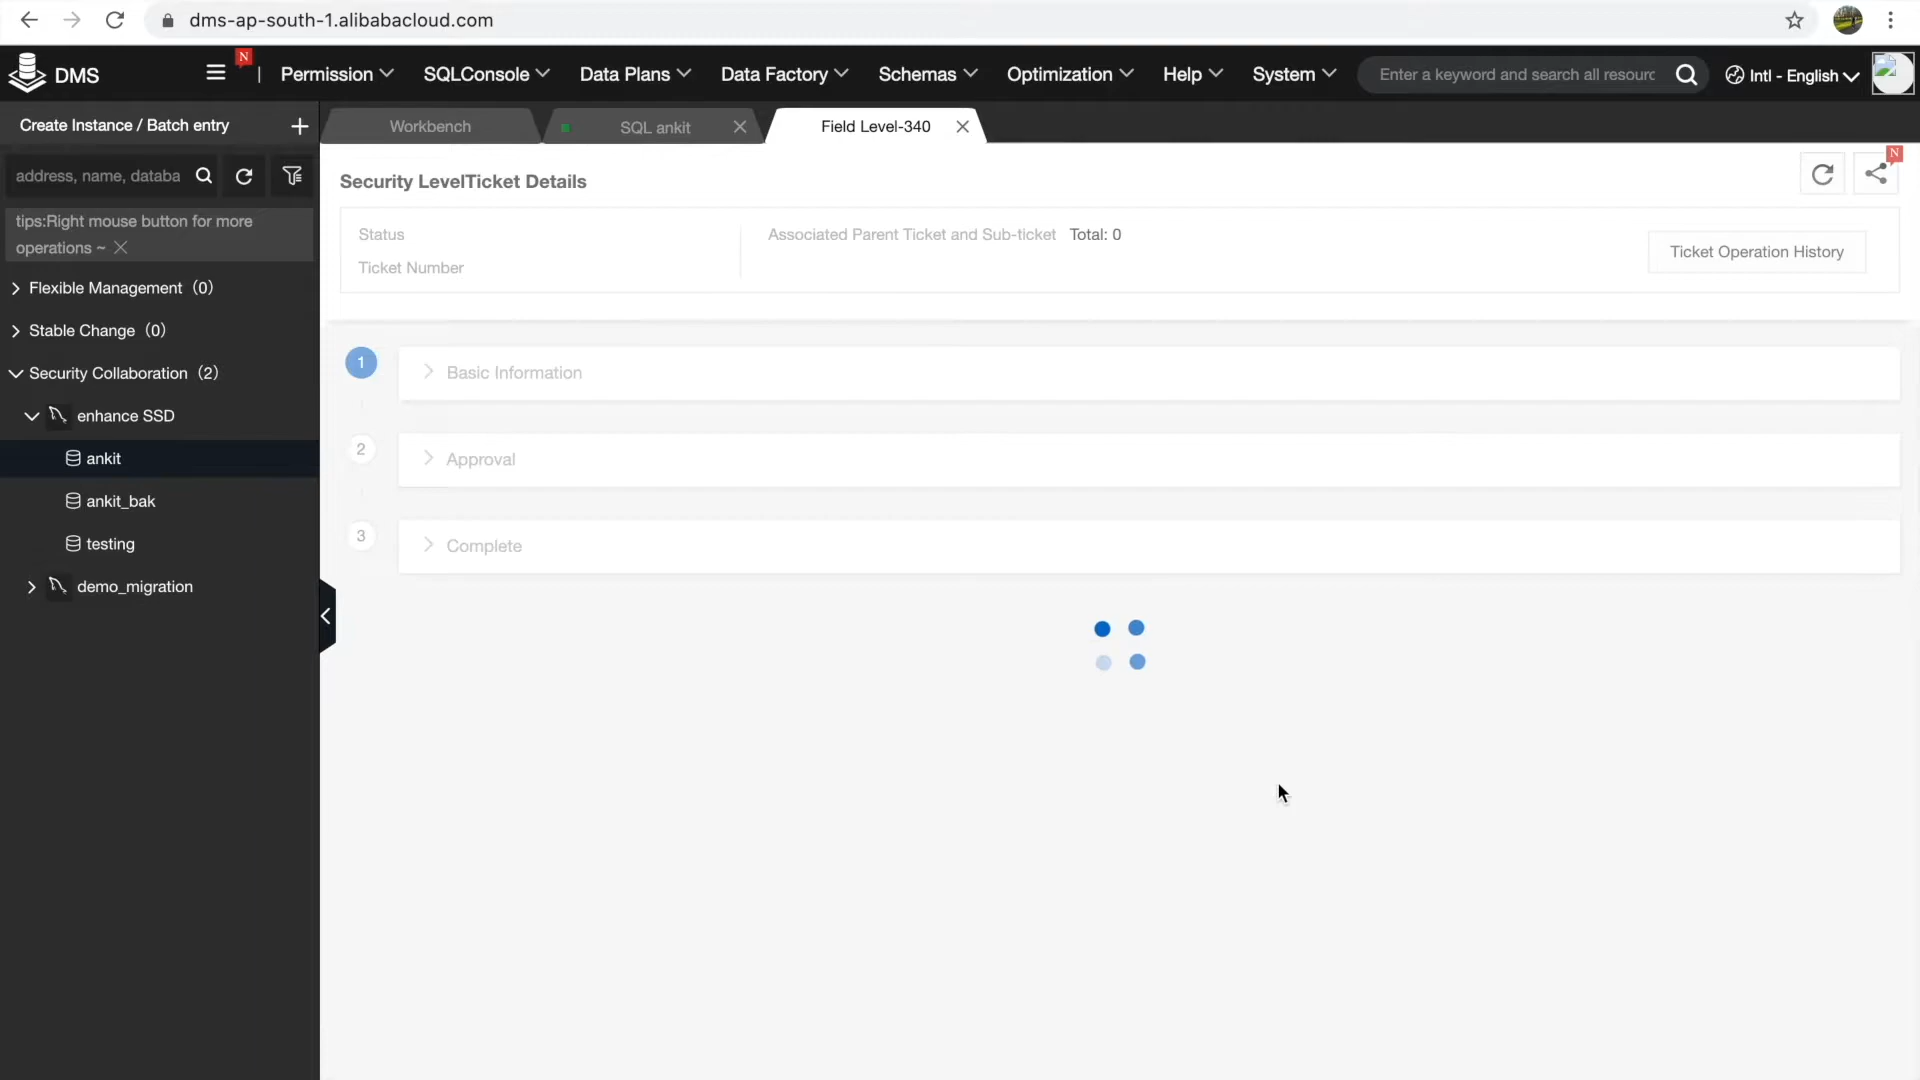 dms-ap-south-1.alibabacloud.com
DMS
N
Permission
SQLConsole
Data Plans
Data Factory
Schemas
Optimization
Help
System
Enter a keyword and search all resourc
Intl - English
Create Instance / Batch entry
Workbench
SQL ankit
Field Level-340
address, name, databa
tips:Right mouse button for more
operations ~
Flexible Management (0)
Stable Change (0)
Security Collaboration (2)
enhance SSD
ankit
ankit_bak
testing
demo_migration
Security LevelTicket Details
N
Status
Ticket Number
Associated Parent Ticket and Sub-ticket Total: 0
Ticket Operation History
1
Basic Information
2
Approval
3
Complete